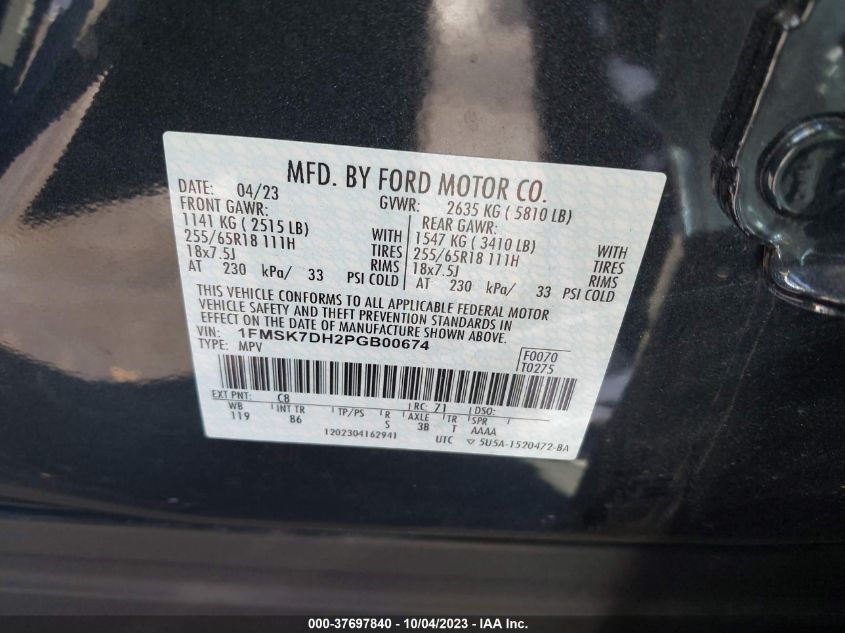 MFD. BY FORD MOTOR CO.
DATE: 04/23 GVWR: 2635 KG ( 5810 LB)
FRONT GAWR: REAR GAWR:
1141 KG ( 2515 LB) WITH 1547 KG ( 3410 LB) WITH
255/65R18 111H TIRES 255/65R18 111H TIRES
18x7.5J RIMS 18x7.5J RIMS
AT 230 kPa/ 33 PSI COLD AT 230 kPa/ 33 PSI COLD
THIS VEHICLE CONFORMS TO ALL APPLICABLE FEDERAL MOTOR
VEHICLE SAFETY AND THEFT PREVENTION STANDARDS IN
EFFECT ON THE DATE OF MANUFACTURE SHOWN ABOVE.
VIN: 1FMSK7DH2PGB00674
TYPE: MPV
F0070
T0275
EXT PNT: C8 RC: 71 DSO:
WB INT TR TP/PS R AXLE TR SPR
119 86 S 3B T AAAA
1202304162941 UTC ▽ 5U5A-1520472-BA
000-37697840 - 10/04/2023 - IAA Inc.